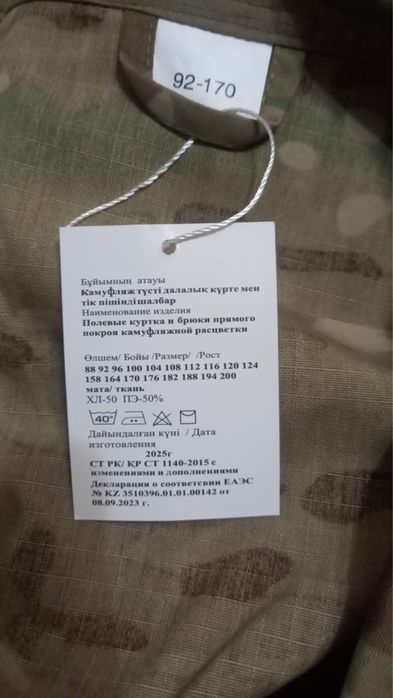 92-170
Бұйымның атауы
Камуфляж түсті далалық күрте мен
тік пішіндішалбар
Наименование изделия
Полевые куртка и брюки прямого
покроя камуфляжной расцветки
Өлшем/ Бойы /Размер/ /Рост
88 92 96 100 104 108 112 116 120 124
158 164 170 176 182 188 194 200
мата/ ткань
ХЛ-50 ПЭ-50%
40°
Дайындалған күні / Дата
изготовления
2025г
СТ РК/ ҚР СТ 1140-2015 с
изменениями и дополнениями
Декларация о соответсвии ЕАЭС
№ KZ 3510396.01.01.00142 от
08.09.2023 г.